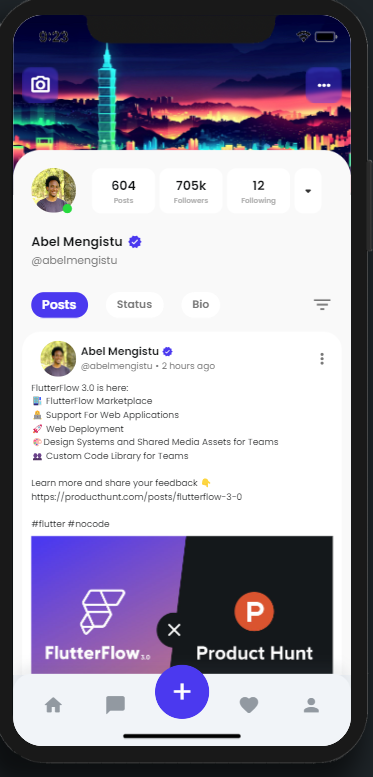 9:23
604
705k
12
Posts
Followers
Following
Abel Mengistu
@abelmengistu
Posts
Status
Bio
Abel Mengistu
@abelmengistu • 2 hours ago
FlutterFlow 3.0 is here:
FlutterFlow Marketplace
Support For Web Applications
🚀 Web Deployment
🎨Design Systems and Shared Media Assets for Teams
👥 Custom Code Library for Teams
Learn more and share your feedback 👇
https://producthunt.com/posts/flutterflow-3-0
#flutter #nocode
P
FlutterFlow 3.0
Product Hunt